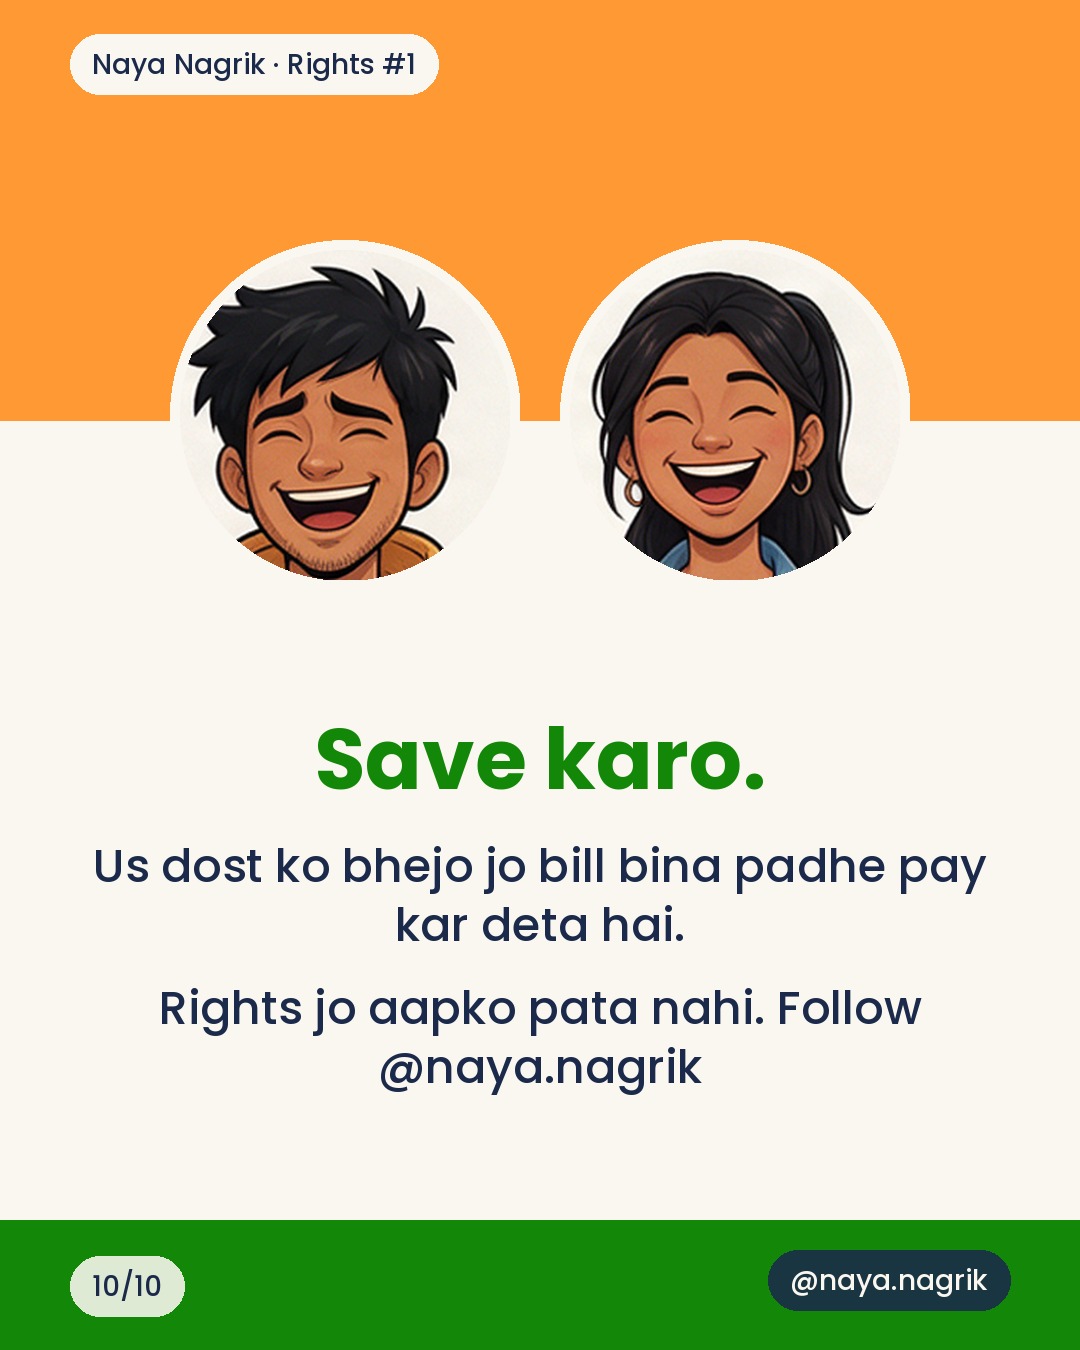 Naya Nagrik · Rights #1
Save karo.
Us dost ko bhejo jo bill bina padhe pay
kar deta hai.
Rights jo aapko pata nahi. Follow
@naya.nagrik
10/10
@naya.nagrik